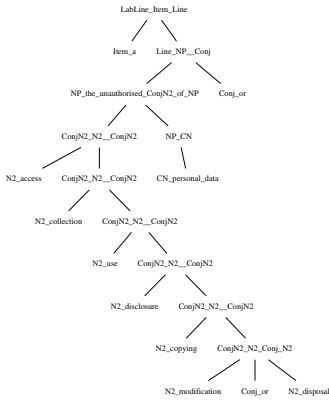 LabLine_Item_Line
Item_a Line_NP__Conj
NP_the_unauthorised_ConjN2_of_NP Conj_or
ConjN2_N2__ConjN2 NP_CN
N2_access ConjN2_N2__ConjN2 CN_personal_data
N2_collection ConjN2_N2__ConjN2
N2_use ConjN2_N2__ConjN2
N2_disclosure ConjN2_N2__ConjN2
N2_copying ConjN2_N2_Conj_N2
N2_modification Conj_or N2_disposal